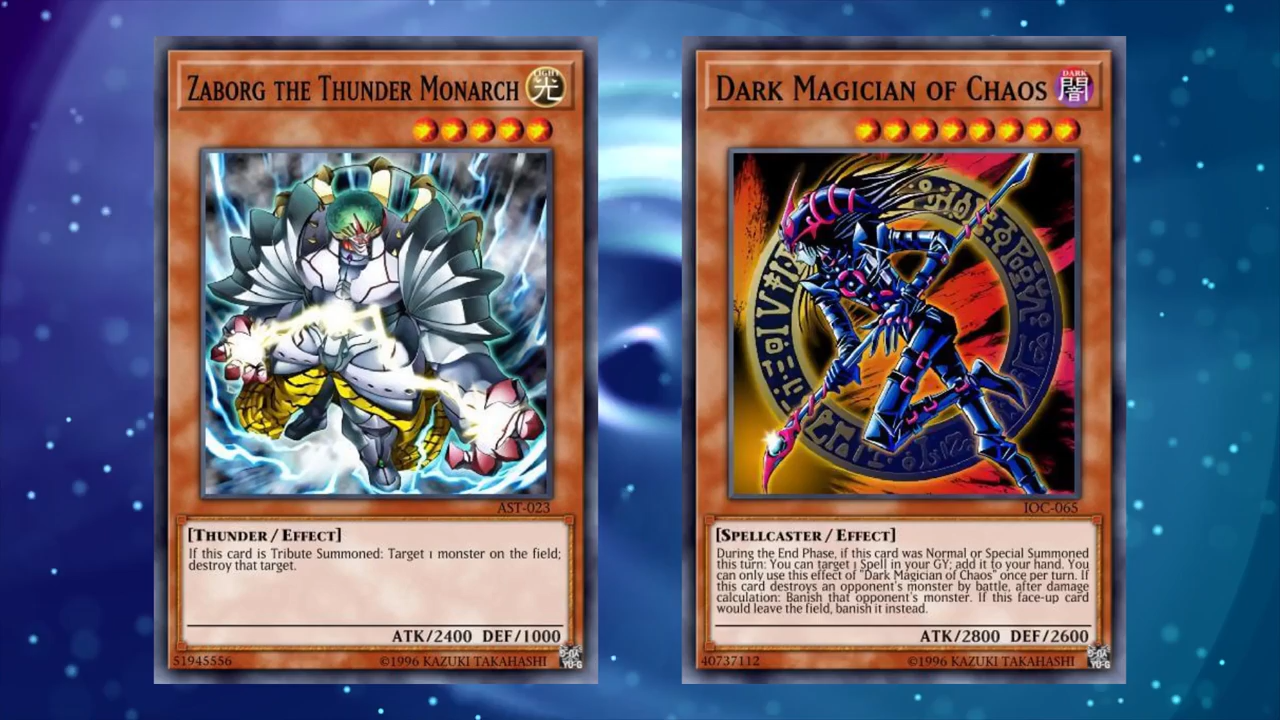 ZABORG THE THUNDER MONARCH
LIGHT
光
AST-023
[THUNDER / EFFECT]
If this card is Tribute Summoned: Target 1 monster on the field;
destroy that target.
ATK/2400 DEF/1000
51945556
©1996 KAZUKI TAKAHASHI
DARK MAGICIAN OF CHAOS
DARK
闇
IOC-065
[SPELLCASTER / EFFECT]
During the End Phase, if this card was Normal or Special Summoned
this turn: You can target 1 Spell in your GY; add it to your hand. You
can only use this effect of "Dark Magician of Chaos" once per turn. If
this card destroys an opponent's monster by battle, after damage
calculation: Banish that opponent's monster. If this face-up card
would leave the field, banish it instead.
ATK/2800 DEF/2600
40737112
©1996 KAZUKI TAKAHASHI